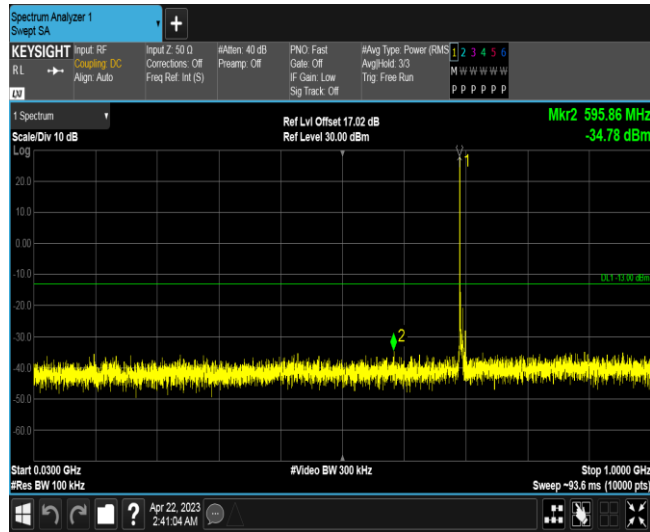 Spectrum Analyzer 1
Swept SA
+
KEYSIGHT
RL
LXI
Input: RF
Coupling: DC
Align: Auto
Input Z: 50 Ω
Corrections: Off
Freq Ref: Int (S)
#Atten: 40 dB
Preamp: Off
PNO: Fast
Gate: Off
IF Gain: Low
Sig Track: Off
#Avg Type: Power (RMS
Avg|Hold: 3/3
Trig: Free Run
1 2 3 4 5 6
M W W W W W
P P P P P P
1 Spectrum
Scale/Div 10 dB
Log
Ref Lvl Offset 17.02 dB
Ref Level 30.00 dBm
Mkr2 595.86 MHz
-34.78 dBm
1
20.0
10.0
0.00
-10.0
DL1 -13.00 dBm
-20.0
-30.0
2
-40.0
-50.0
-60.0
Start 0.0300 GHz
#Res BW 100 kHz
#Video BW 300 kHz
Stop 1.0000 GHz
Sweep ~93.6 ms (10000 pts)
?
Apr 22, 2023
2:41:04 AM